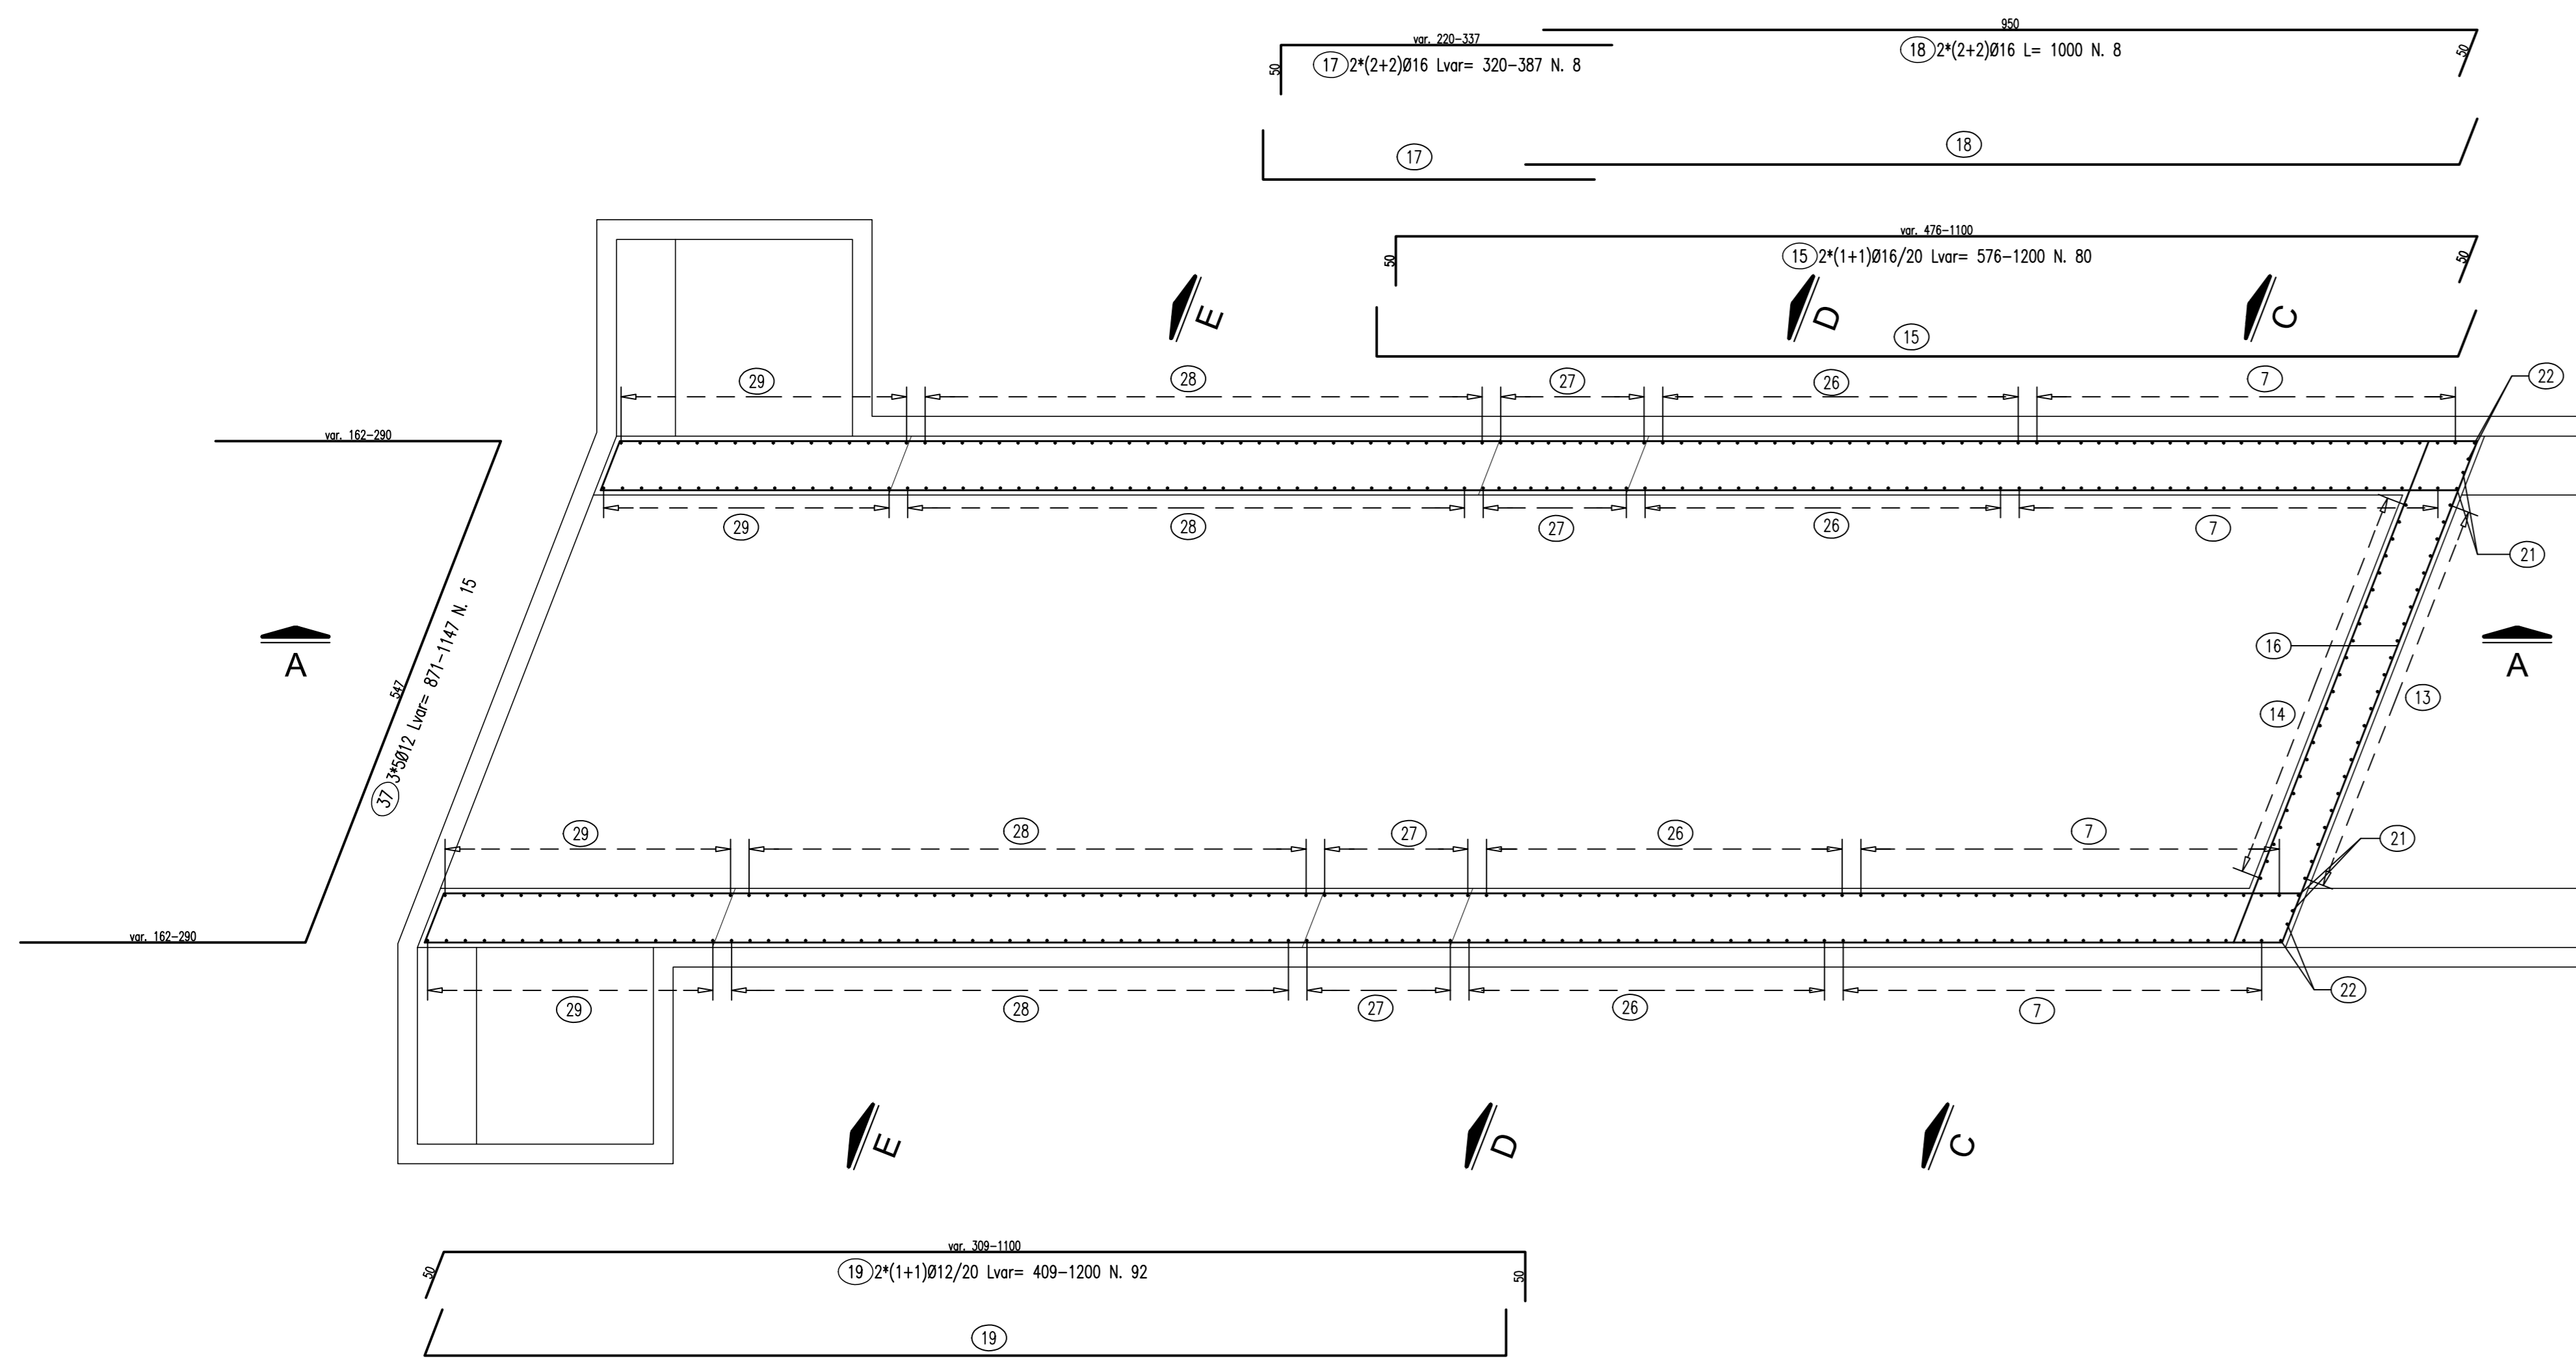 950
var. 220-337
18 2*(2+2)Ø16 L= 1000 N. 8
50
50
17 2*(2+2)Ø16 Lvar= 320-387 N. 8
18
17
var. 476-1100
15 2*(1+1)Ø16/20 Lvar= 576-1200 N. 80
50
50
E
D
C
15
29
28
27
26
7
22
var. 162-290
29
28
27
26
7
21
37 3*5Ø12 Lvar= 871-1147 N. 15
547
A
16
A
14
13
29
28
27
26
7
21
var. 162-290
29
28
27
26
7
22
E
D
C
var. 309-1100
19 2*(1+1)Ø12/20 Lvar= 409-1200 N. 92
50
50
19